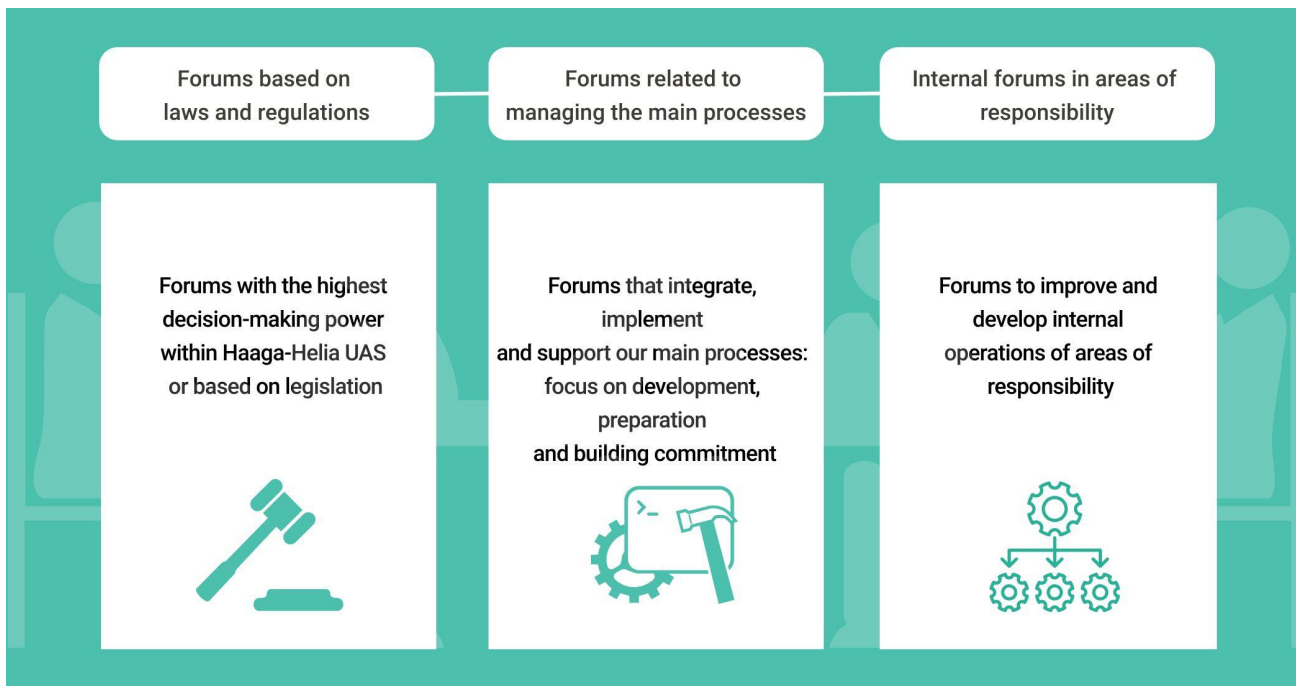 Forums based on
laws and regulations
Forums related to
managing the main processes
Internal forums in areas of
responsibility
Forums with the highest
decision-making power
within Haaga-Helia UAS
or based on legislation
Forums that integrate,
implement
and support our main processes:
focus on development,
preparation
and building commitment
>_
Forums to improve and
develop internal
operations of areas of
responsibility